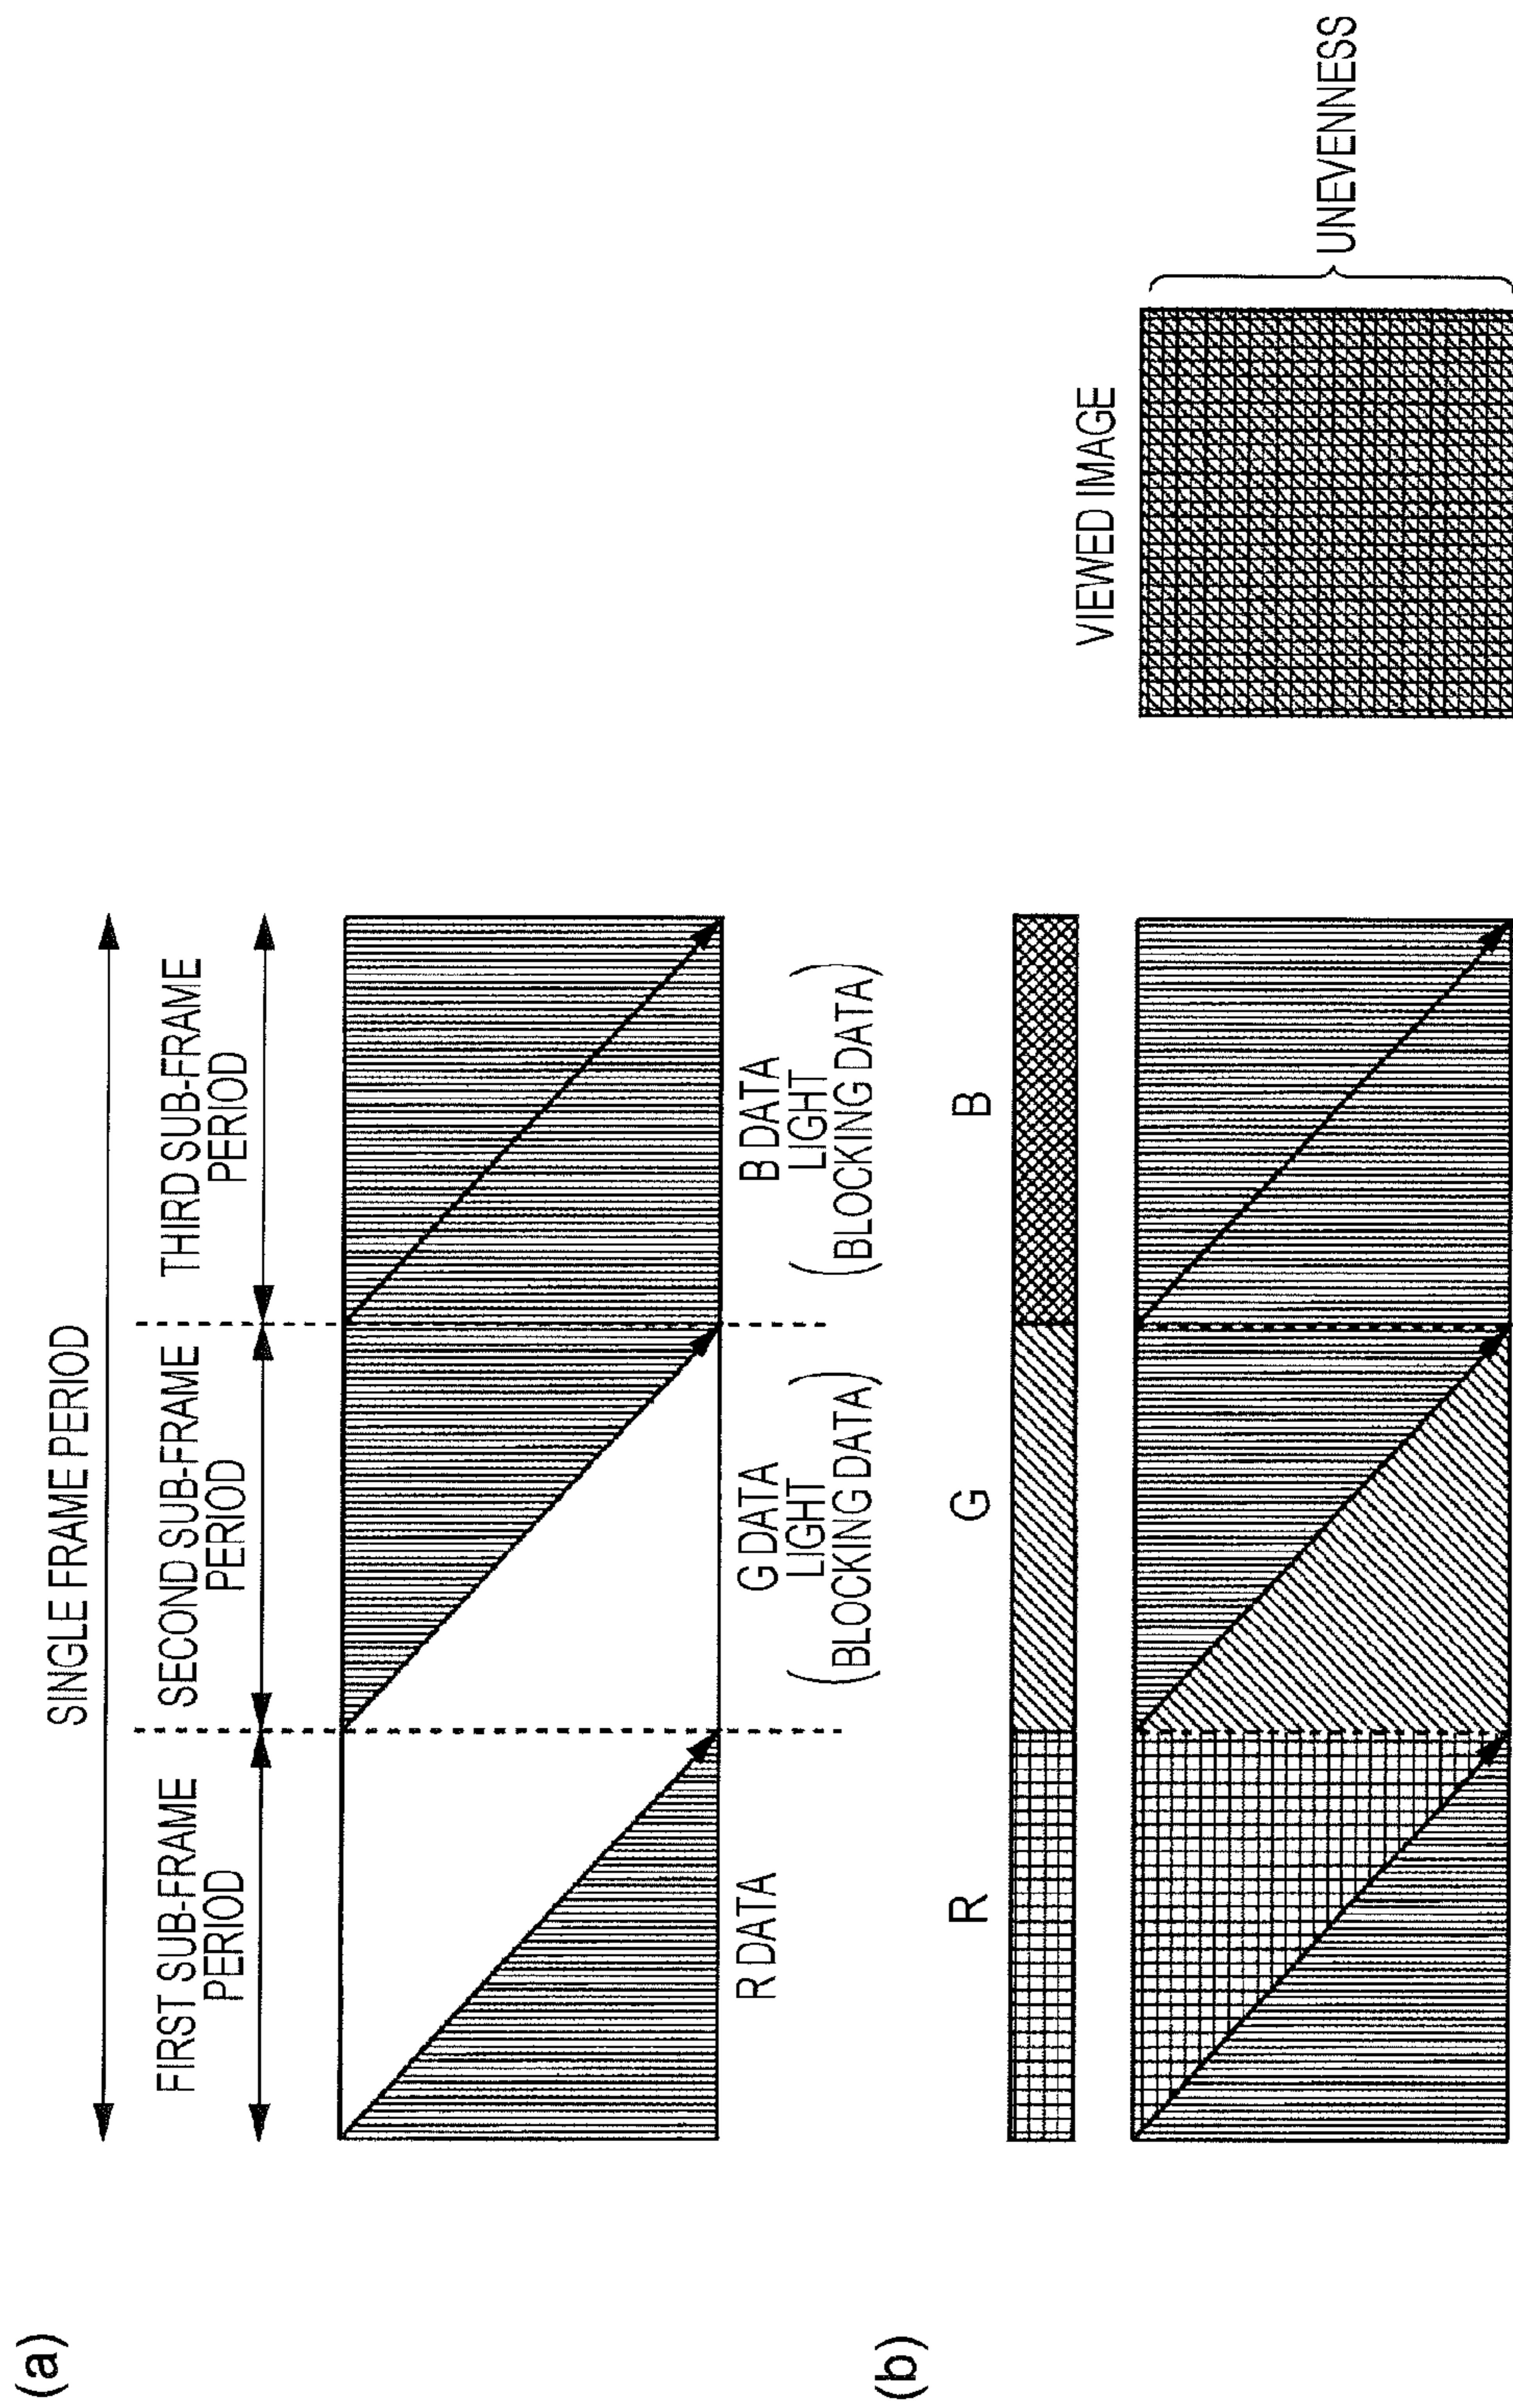 (a)
SINGLE FRAME PERIOD
FIRST SUB-FRAME
PERIOD
SECOND SUB-FRAME
PERIOD
THIRD SUB-FRAME
PERIOD
R DATA
G DATA
LIGHT
(BLOCKING DATA)
B DATA
LIGHT
(BLOCKING DATA)
(b)
R
G
B
VIEWED IMAGE
UNEVENNESS